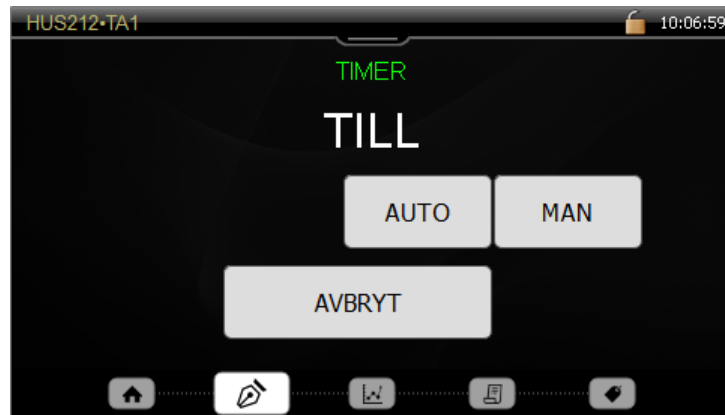 HUS212•TA1 10:06:59
TIMER
TILL
AUTO MAN
AVBRYT